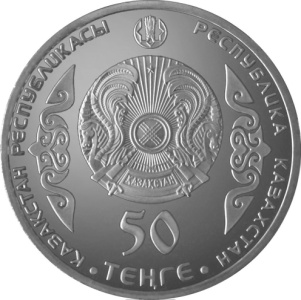 ҚАЗАҚСТАН РЕСПУБЛИКАСЫ
РЕСПУБЛИКА КАЗАХСТАН
ҚАЗАҚСТАН
50
• ТЕҢГЕ •